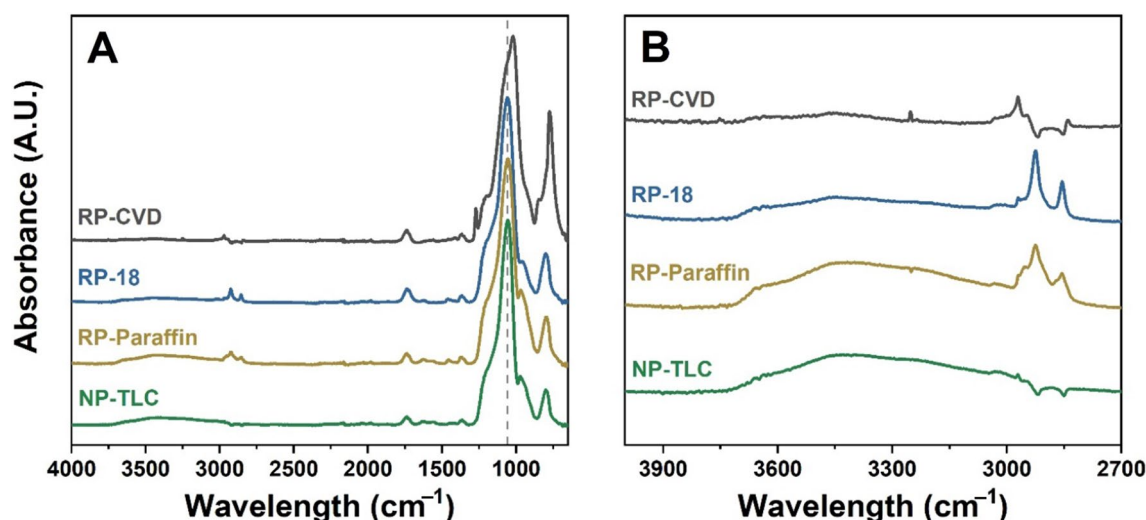 A
B
Absorbance (A.U.)
RP-CVD
RP-18
RP-Paraffin
NP-TLC
4000 3500 3000 2500 2000 1500 1000
Wavelength (cm⁻¹)
RP-CVD
RP-18
RP-Paraffin
NP-TLC
3900 3600 3300 3000 2700
Wavelength (cm⁻¹)